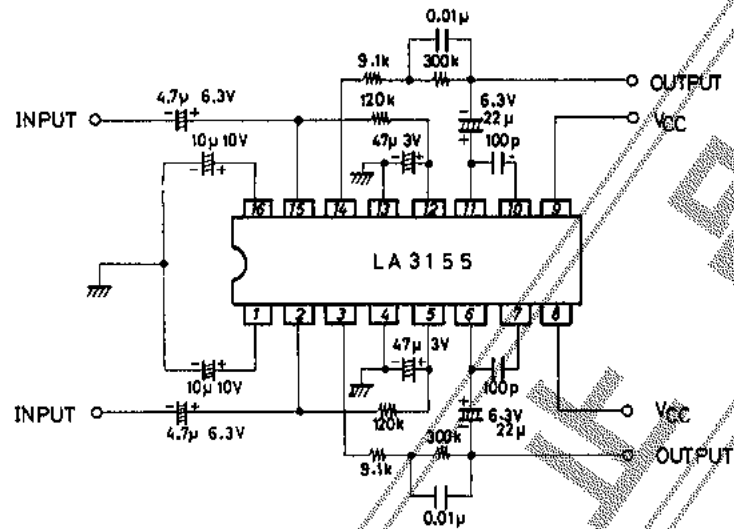 0.01μ
9.1k 300k
OUTPUT
4.7μ 6.3V
120k
6.3V
22μ
INPUT
VCC
10μ 10V
47μ 3V
100p
16 15 14 13 12 11 10 9
LA3155
1 2 3 4 5 6 7 8
47μ 3V
10μ 10V
100p
INPUT
VCC
4.7μ 6.3V
120k
6.3V
22μ
300k
9.1k
OUTPUT
0.01μ